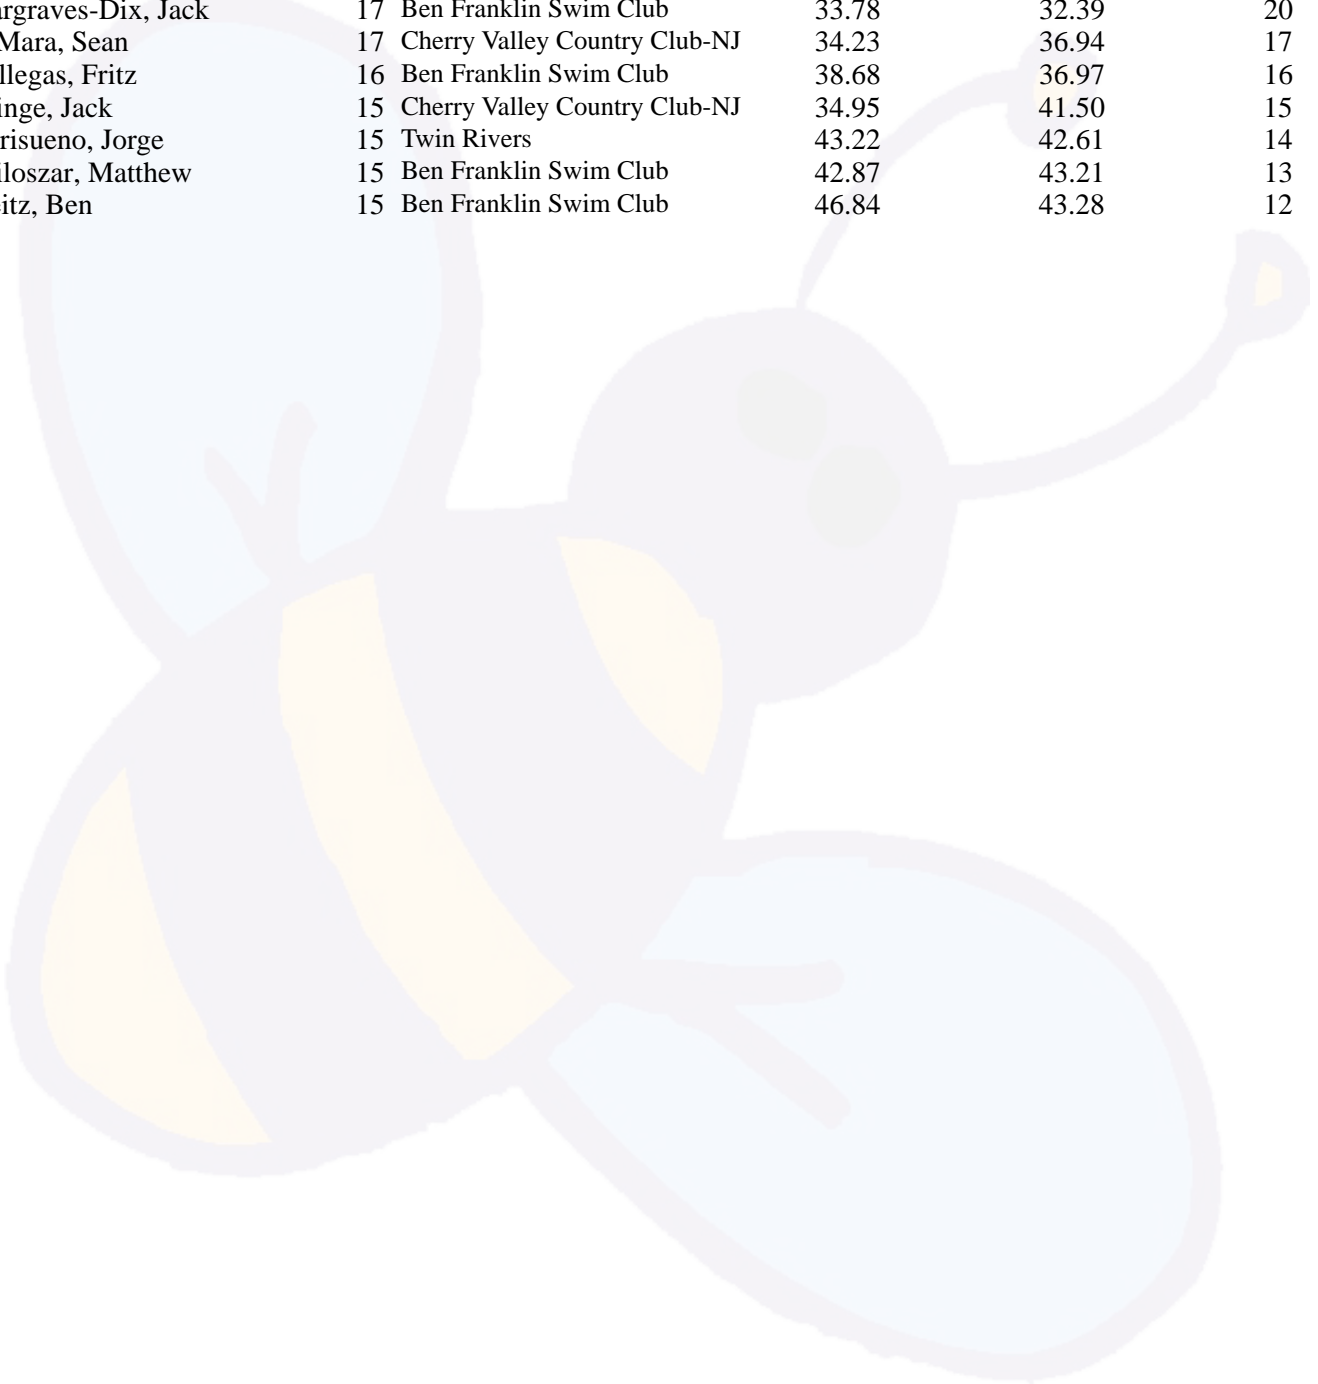 argraves-Dix, Jack 17 Ben Franklin Swim Club 33.78 32.39 20
Mara, Sean 17 Cherry Valley Country Club-NJ 34.23 36.94 17
llegas, Fritz 16 Ben Franklin Swim Club 38.68 36.97 16
inge, Jack 15 Cherry Valley Country Club-NJ 34.95 41.50 15
risueno, Jorge 15 Twin Rivers 43.22 42.61 14
iloszar, Matthew 15 Ben Franklin Swim Club 42.87 43.21 13
eitz, Ben 15 Ben Franklin Swim Club 46.84 43.28 12